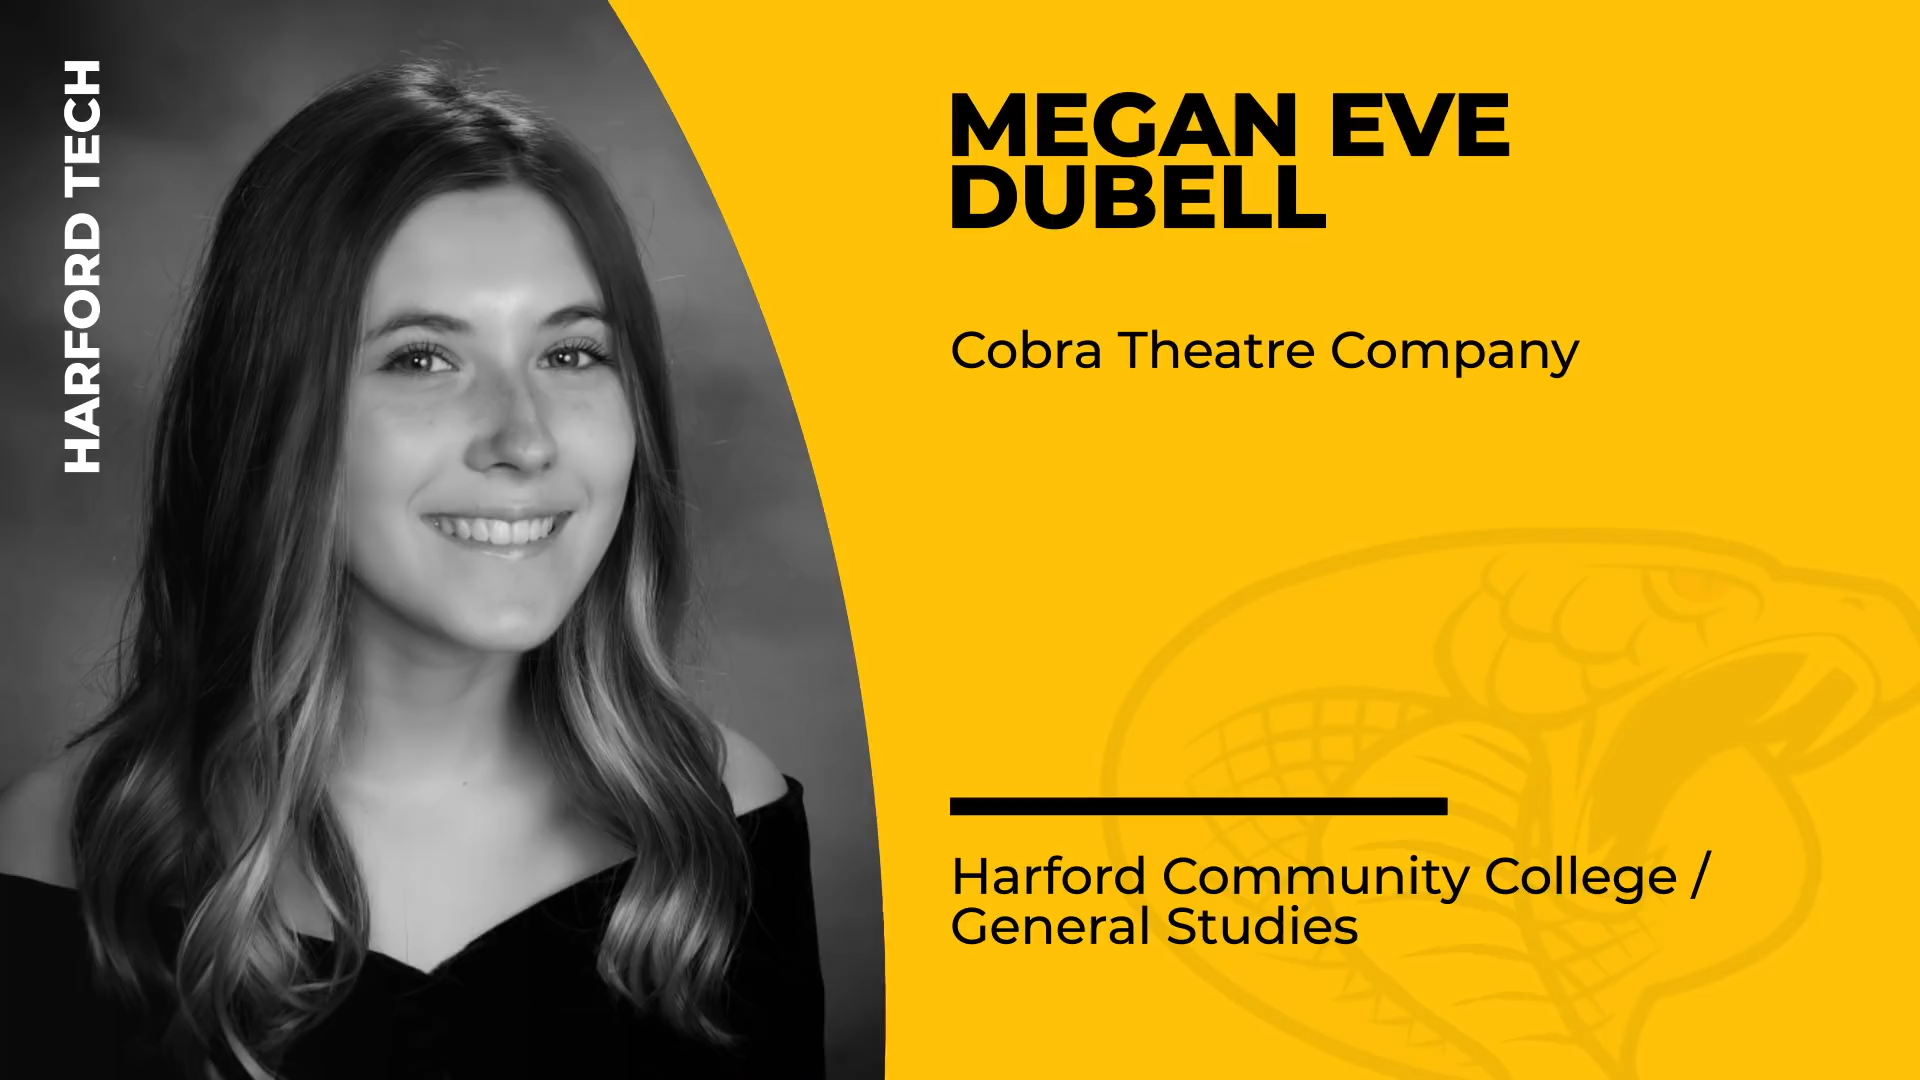 HARFORD TECH
MEGAN EVE
DUBELL
Cobra Theatre Company
Harford Community College /
General Studies